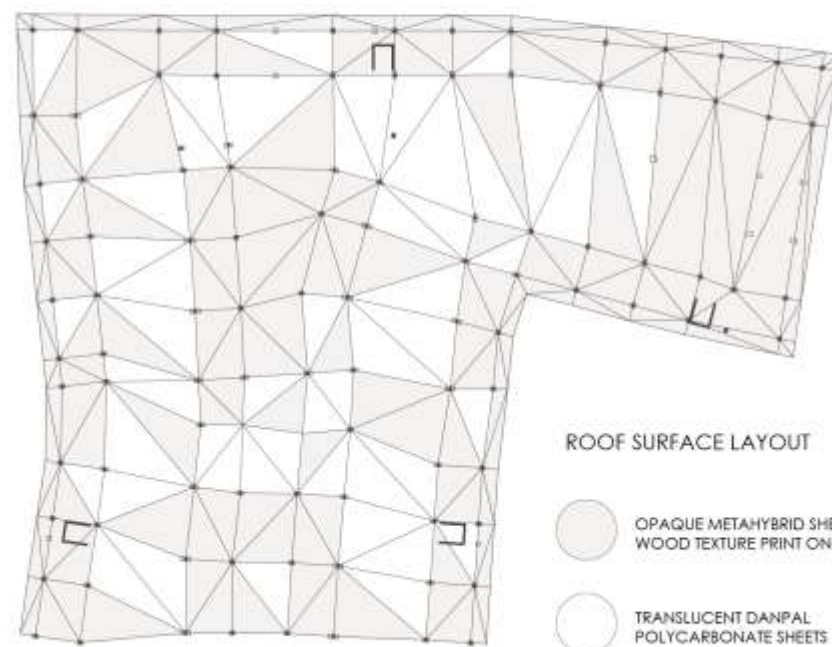 ROOF SURFACE LAYOUT
OPAQUE METAHYBRID SHE
WOOD TEXTURE PRINT ON
TRANSLUCENT DANPAL
POLYCARBONATE SHEETS